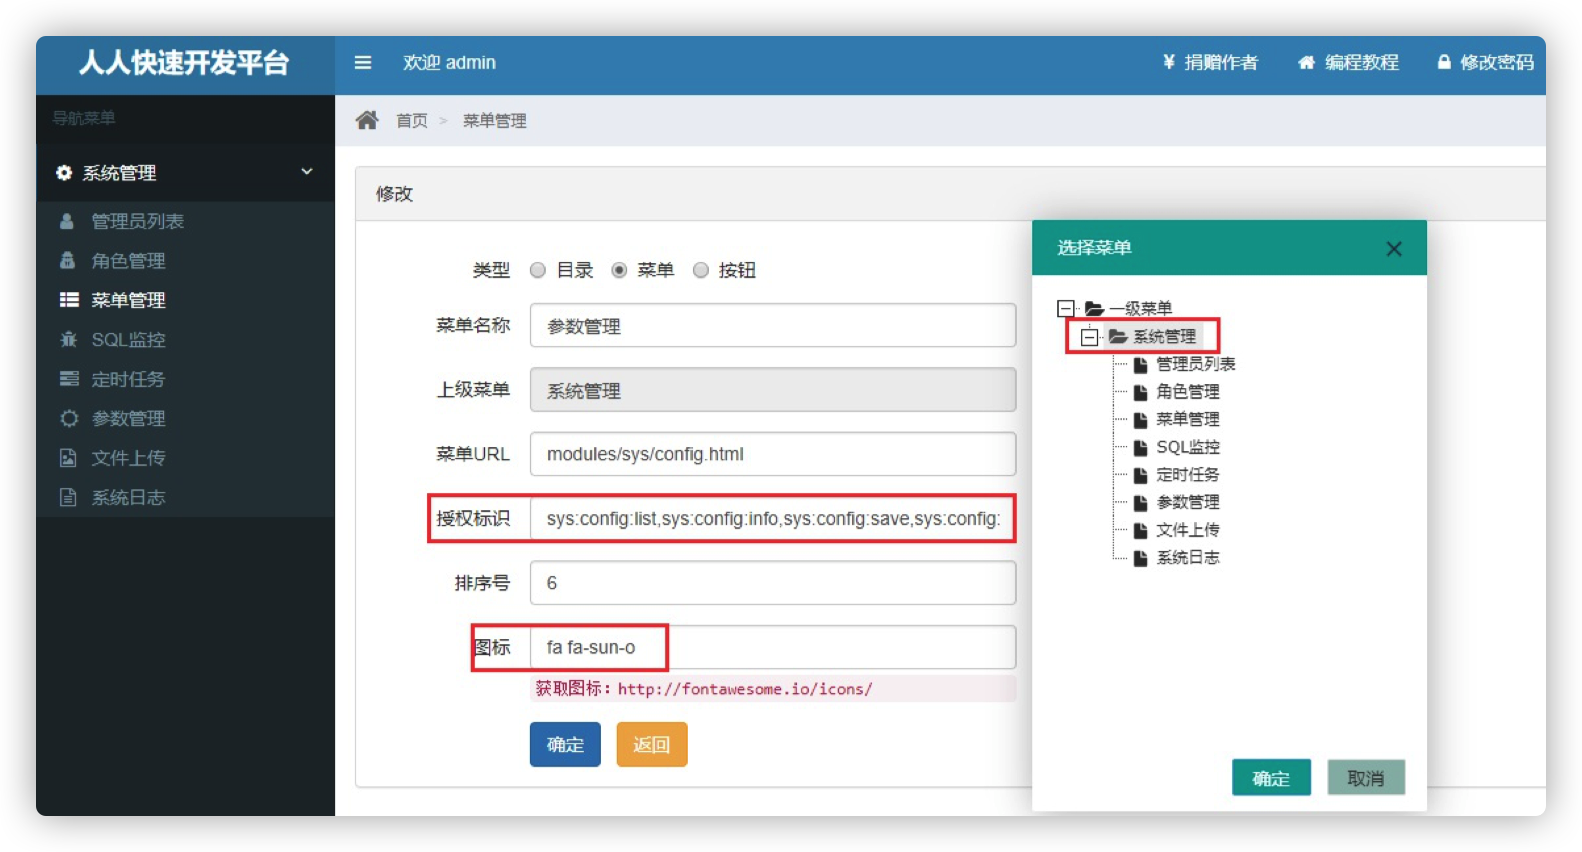 人人快速开发平台
欢迎 admin
¥ 捐赠作者
编程教程
修改密码
导航菜单
系统管理
管理员列表
角色管理
菜单管理
SQL监控
定时任务
参数管理
文件上传
系统日志
首页 > 菜单管理
修改
类型 目录 菜单 按钮
菜单名称 参数管理
上级菜单 系统管理
菜单URL modules/sys/config.html
授权标识 sys:config:list,sys:config:info,sys:config:save,sys:config:
排序号 6
图标 fa fa-sun-o
获取图标：http://fontawesome.io/icons/
确定 返回
选择菜单
一级菜单
系统管理
管理员列表
角色管理
菜单管理
SQL监控
定时任务
参数管理
文件上传
系统日志
确定 取消